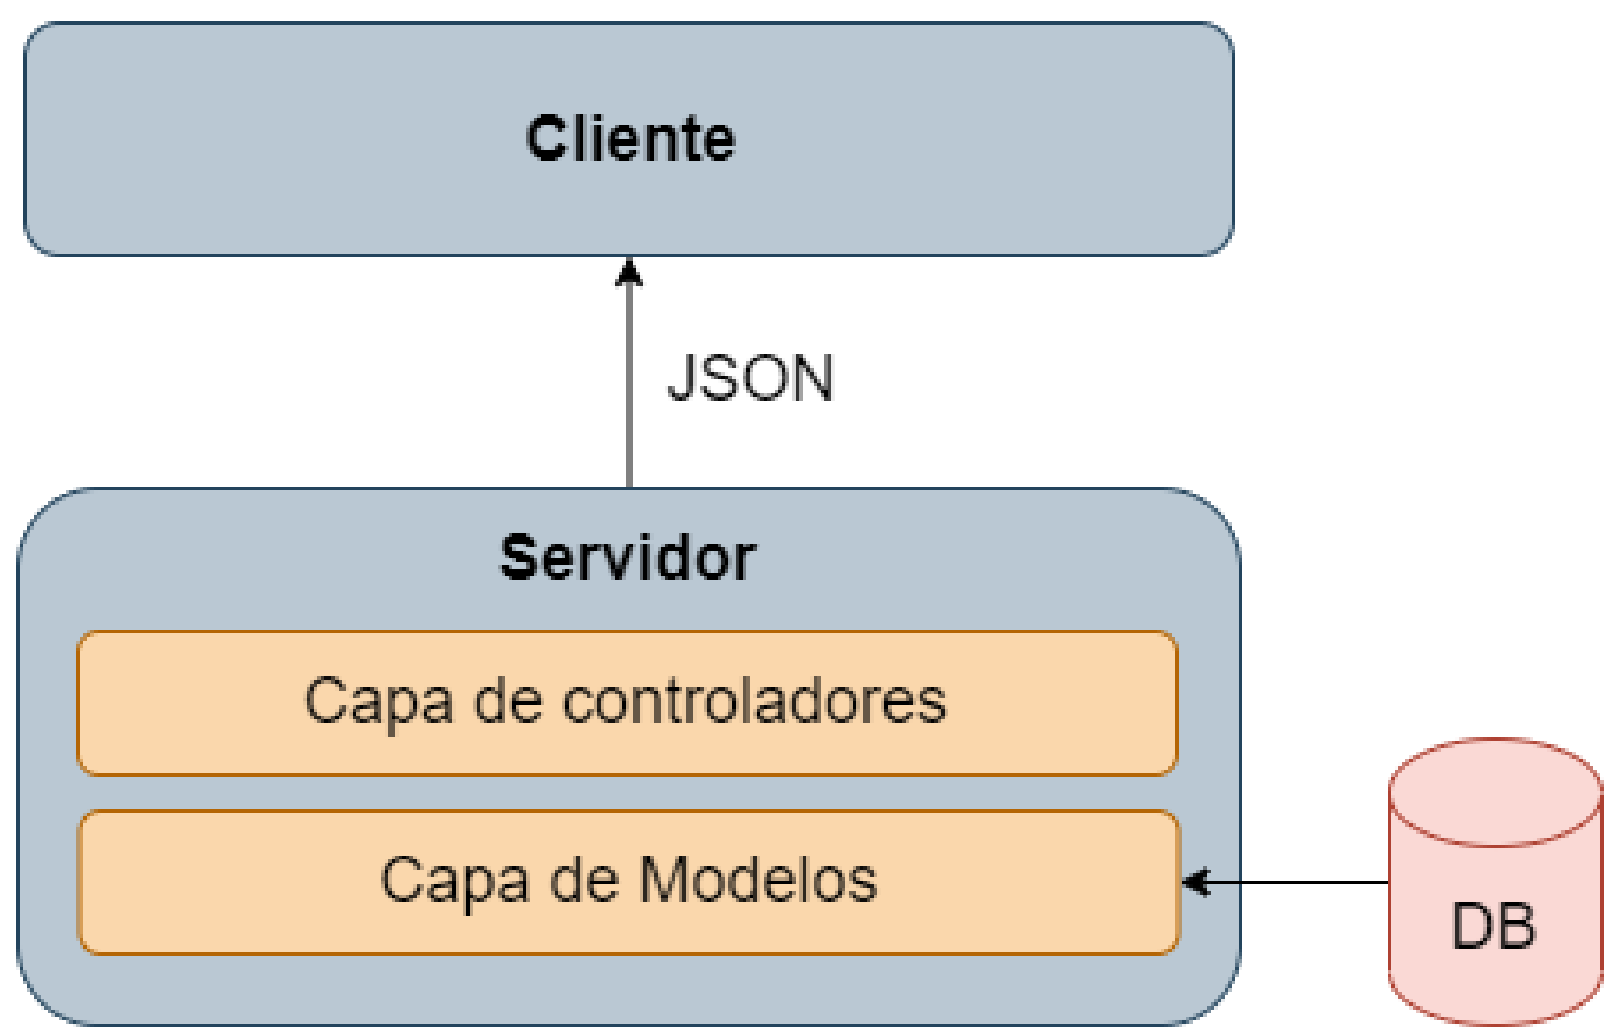 Cliente
JSON
Servidor
Capa de controladores
Capa de Modelos
DB